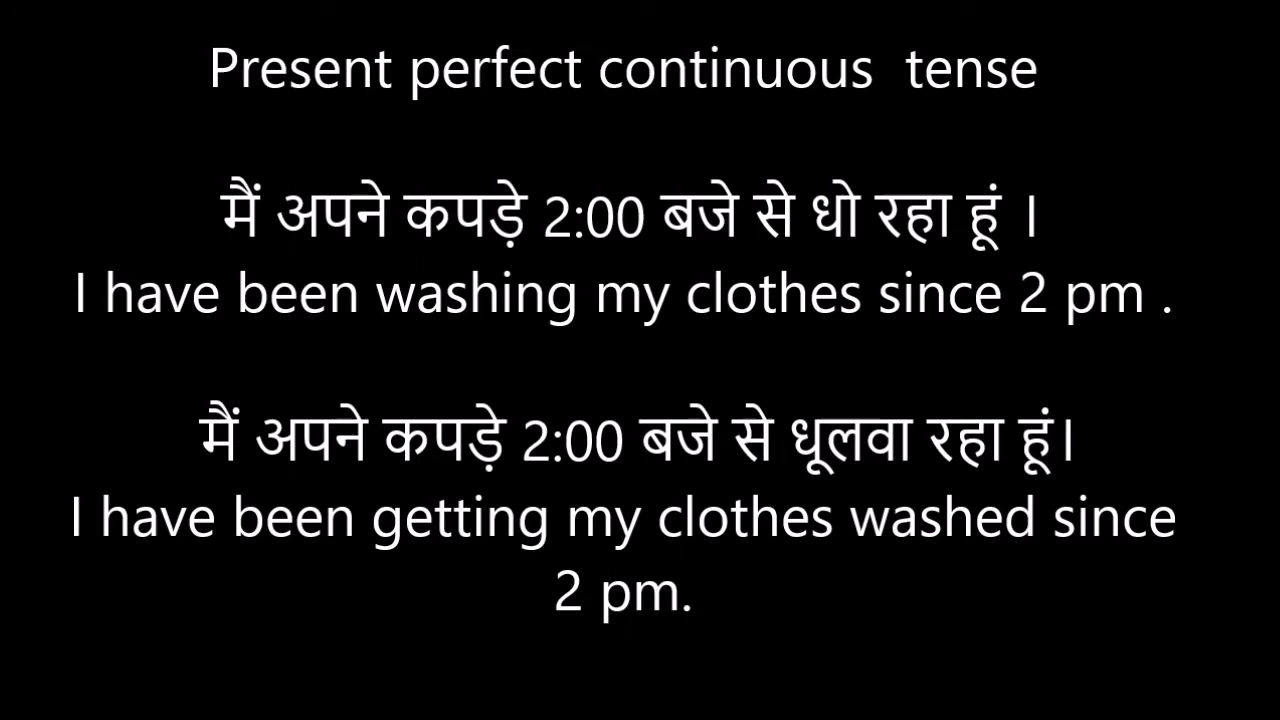 Present perfect continuous tense
मैं अपने कपड़े 2:00 बजे से धो रहा हूं ।
I have been washing my clothes since 2 pm .
मैं अपने कपड़े 2:00 बजे से धूलवा रहा हूं।
I have been getting my clothes washed since
2 pm.